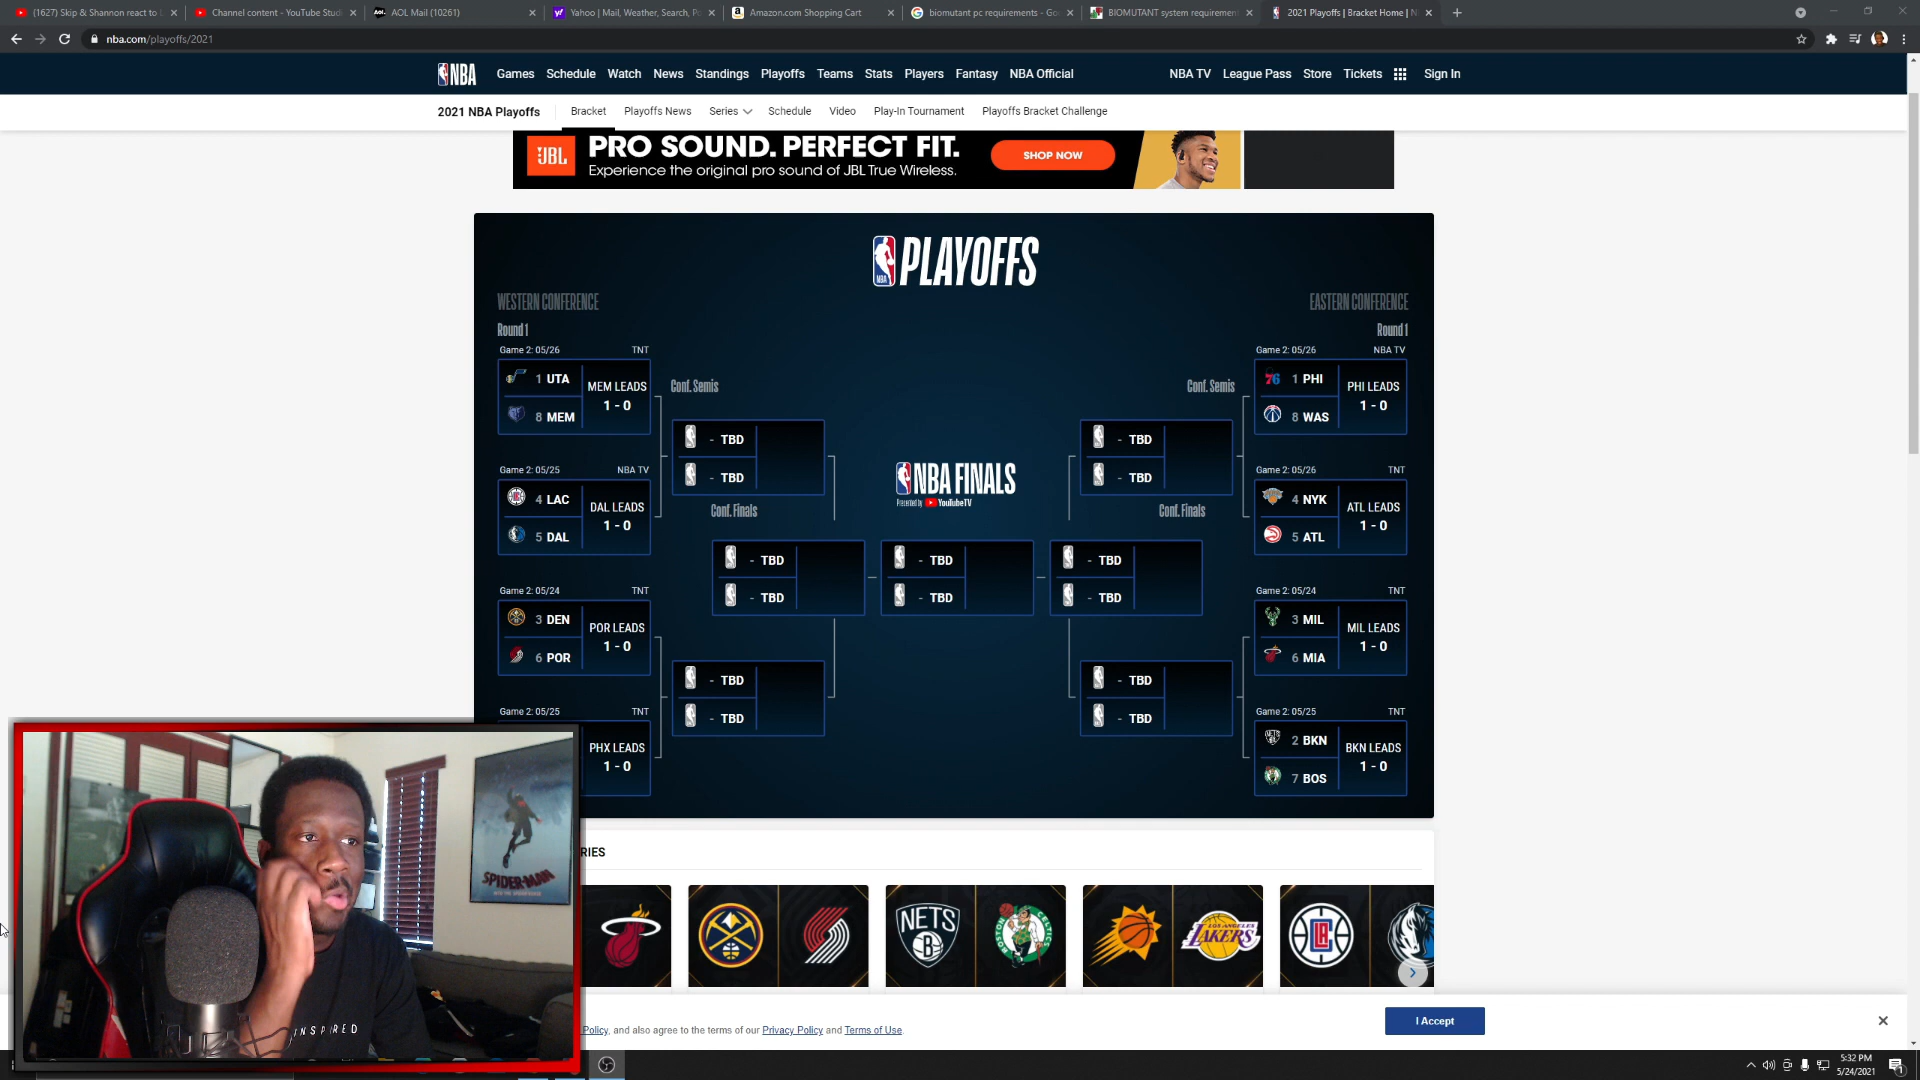 (1627) Skip & Shannon react to L
Channel content - YouTube Stud
AOL Mail (10261)
Yahoo | Mail, Weather, Search, Po
Amazon.com Shopping Cart
biomutant pc requirements - Go
BIOMUTANT system requirement
2021 Playoffs | Bracket Home | N
nba.com/playoffs/2021
NBA Games Schedule Watch News Standings Playoffs Teams Stats Players Fantasy NBA Official NBA TV League Pass Store Tickets Sign In
2021 NBA Playoffs Bracket Playoffs News Series Schedule Video Play-In Tournament Playoffs Bracket Challenge
JBL PRO SOUND. PERFECT FIT.
Experience the original pro sound of JBL True Wireless.
SHOP NOW
NBA PLAYOFFS
WESTERN CONFERENCE
EASTERN CONFERENCE
Round 1
Round 1
Game 2: 05/26 TNT
1 UTA
8 MEM
MEM LEADS
1 - 0
Game 2: 05/25 NBA TV
4 LAC
5 DAL
DAL LEADS
1 - 0
Game 2: 05/24 TNT
3 DEN
6 POR
POR LEADS
1 - 0
Game 2: 05/25 TNT
PHX LEADS
1 - 0
Conf. Semis
- TBD
- TBD
Conf. Finals
- TBD
- TBD
- TBD
- TBD
NBA FINALS
Presented by YouTubeTV
- TBD
- TBD
Conf. Semis
- TBD
- TBD
Conf. Finals
- TBD
- TBD
- TBD
- TBD
Game 2: 05/26 NBA TV
1 PHI
8 WAS
PHI LEADS
1 - 0
Game 2: 05/26 TNT
4 NYK
5 ATL
ATL LEADS
1 - 0
Game 2: 05/24 TNT
3 MIL
6 MIA
MIL LEADS
1 - 0
Game 2: 05/25 TNT
2 BKN
7 BOS
BKN LEADS
1 - 0
RIES
NETS
B
LOS ANGELES
LAKERS
SPIDER-MAN
NSPIRED
Policy, and also agree to the terms of our Privacy Policy and Terms of Use.
I Accept
5:32 PM
5/24/2021